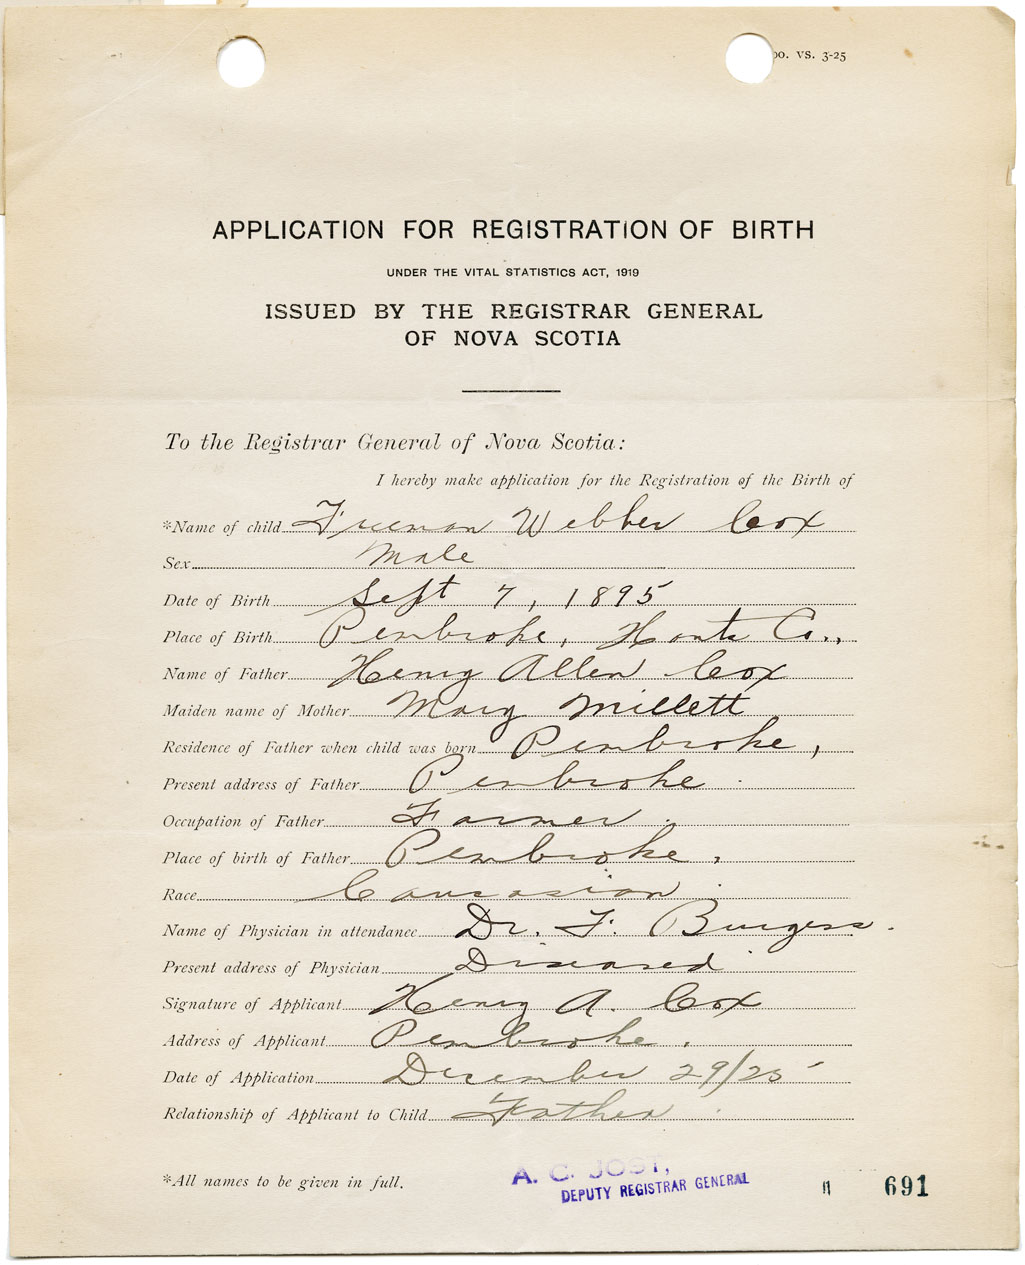 00. VS. 3-25
APPLICATION FOR REGISTRATION OF BIRTH
UNDER THE VITAL STATISTICS ACT, 1919
ISSUED BY THE REGISTRAR GENERAL
OF NOVA SCOTIA
To the Registrar General of Nova Scotia:
I hereby make application for the Registration of the Birth of
*Name of child Freeman Webber Cox
Sex Male
Date of Birth Sept 7, 1895
Place of Birth Pembroke, Hants Co.,
Name of Father Henry Allen Cox
Maiden name of Mother Mary Millett
Residence of Father when child was born Pembroke,
Present address of Father Pembroke.
Occupation of Father Farmer.
Place of birth of Father Pembroke.
Race Caucasian.
Name of Physician in attendance Dr. F. Burgess.
Present address of Physician Diseased
Signature of Applicant Henry A. Cox
Address of Applicant Pembroke.
Date of Application December 29/25
Relationship of Applicant to Child Father.
*All names to be given in full.
A. C. JOST,
DEPUTY REGISTRAR GENERAL
691